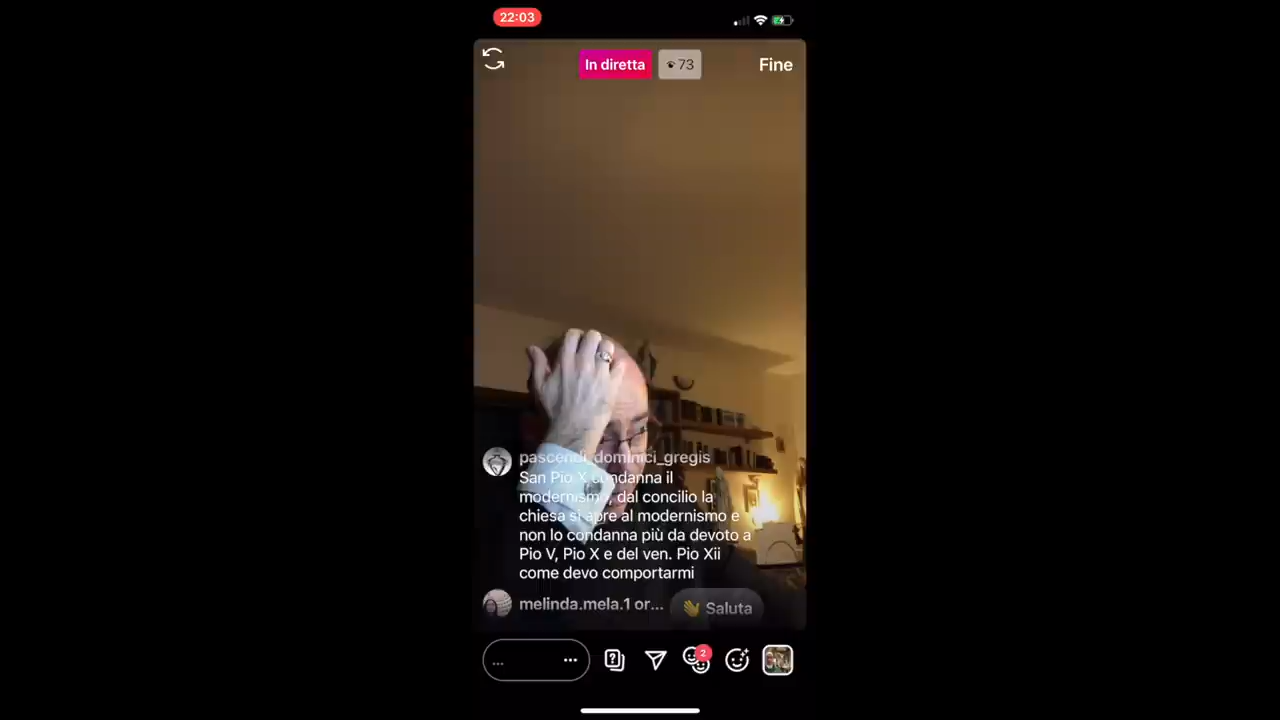 22:03
In diretta
73
Fine
pascendi_dominici_gregis
San Pio X condanna il
modernismo, dal concilio la
chiesa si apre al modernismo e
non lo condanna più da devoto a
Pio V, Pio X e del ven. Pio Xii
come devo comportarmi
melinda.mela.1 or...
Saluta
...
2